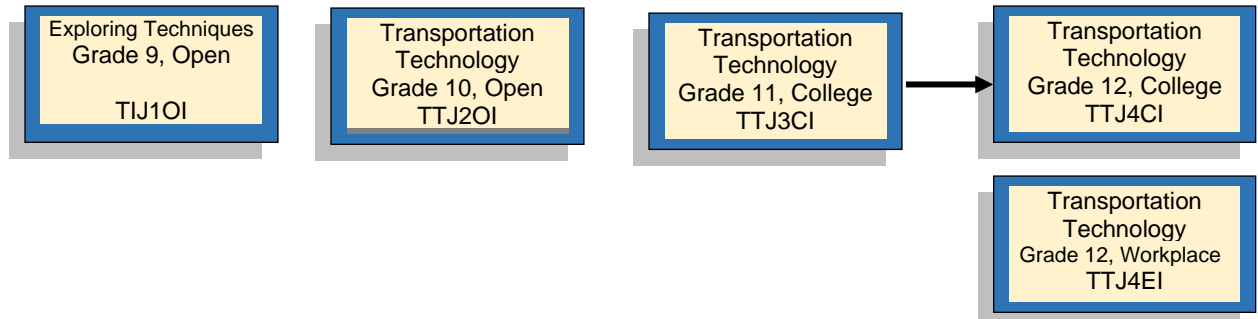 Exploring Techniques
Grade 9, Open
TIJ1OI
Transportation
Technology
Grade 10, Open
TTJ2OI
Transportation
Technology
Grade 11, College
TTJ3CI
Transportation
Technology
Grade 12, College
TTJ4CI
Transportation
Technology
Grade 12, Workplace
TTJ4EI